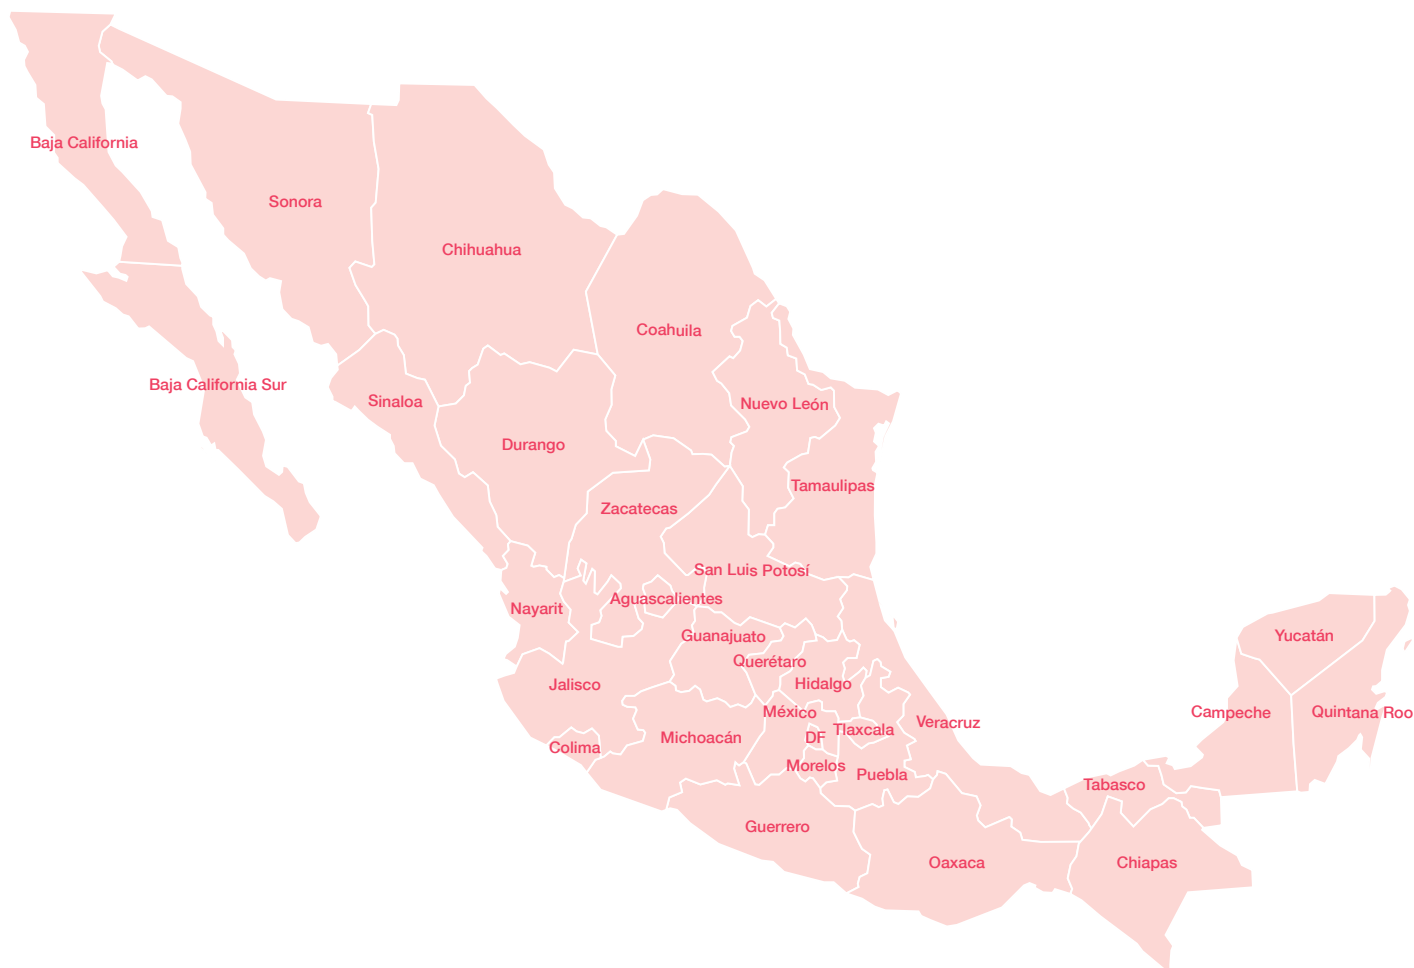 Baja California
Sonora
Chihuahua
Coahuila
Baja California Sur
Sinaloa
Nuevo León
Durango
Tamaulipas
Zacatecas
San Luis Potosí
Aguascalientes
Nayarit
Guanajuato
Yucatán
Querétaro
Jalisco
Hidalgo
México
Campeche
Quintana Roo
Veracruz
Tlaxcala
DF
Michoacán
Colima
Morelos
Puebla
Tabasco
Guerrero
Oaxaca
Chiapas